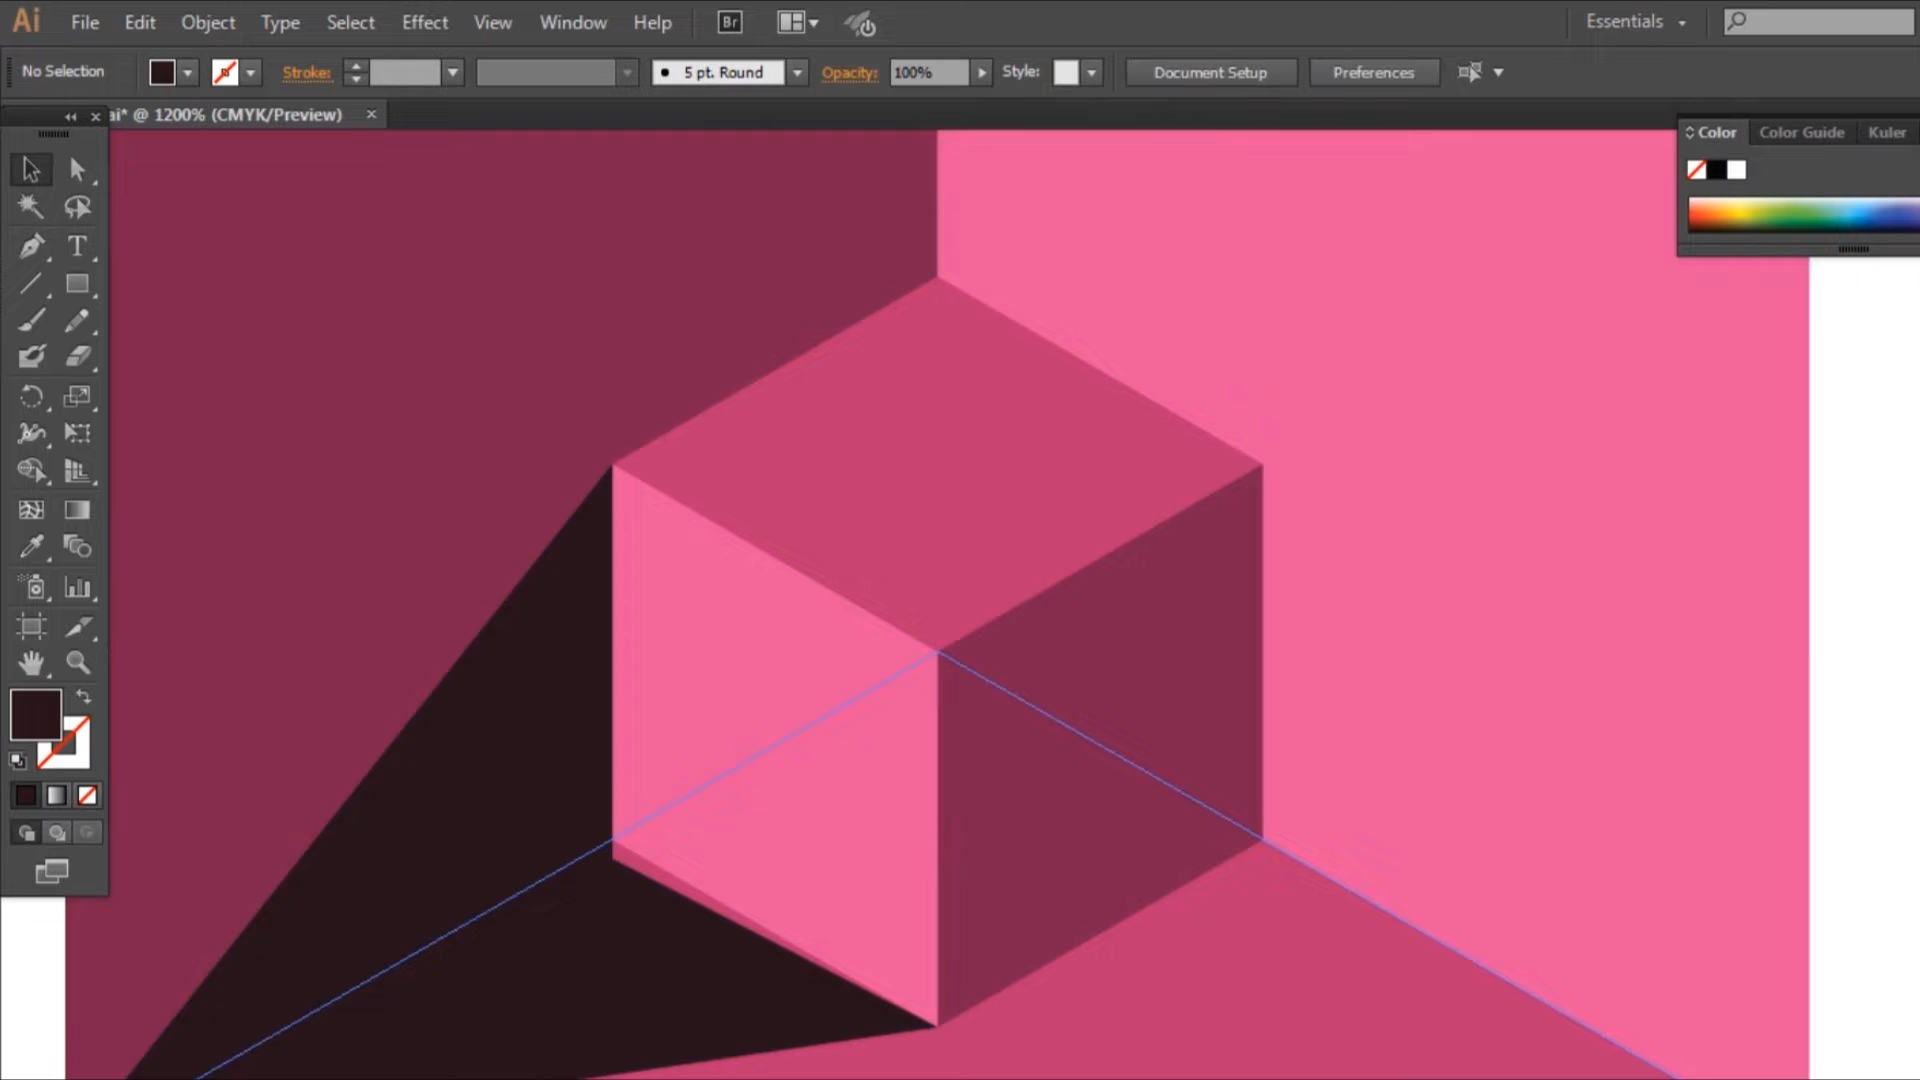 Ai File Edit Object Type Select Effect View Window Help Br Essentials
No Selection Stroke: 5 pt. Round Opacity: 100% Style: Document Setup Preferences
ai* @ 1200% (CMYK/Preview)
Color Color Guide Kuler
T